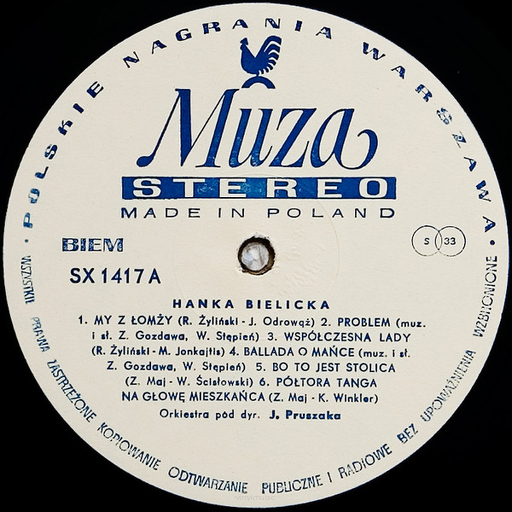 • POLSKIE NAGRANIA WARSZAWA •
Muza
STEREO
MADE IN POLAND
BIEM
S 33
SX 1417 A
HANKA BIELICKA
1. MY Z ŁOMŻY (R. Żyliński - J. Odrowąż) 2. PROBLEM (muz.
i sł. Z. Gozdawa, W. Stępień) 3. WSPÓŁCZESNA LADY
(R. Żyliński - M. Jonkajtis) 4. BALLADA O MAŃCE (muz. i sł.
Z. Gozdawa, W. Stępień) 5. BO TO JEST STOLICA
(Z. Maj - W. Ścisłowski) 6. PÓŁTORA TANGA
NA GŁOWĘ MIESZKAŃCA (Z. Maj - K. Winkler)
Orkiestra pód dyr. J. Pruszaka
WSZYSTKIE PRAWA ZASTRZEŻONE KOPIOWANIE ODTWARZANIE PUBLICZNE I RADIOWE BEZ UPOWAŻNIENIA WZBRONIONE